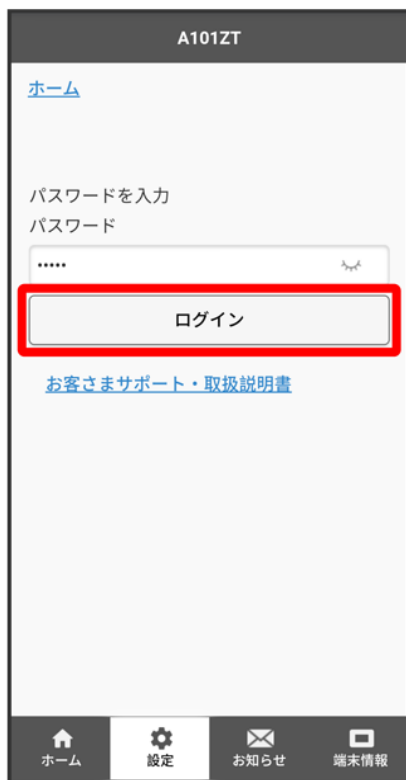 A101ZT
ホーム
パスワードを入力
パスワード
•••••
ログイン
お客さまサポート・取扱説明書
ホーム
設定
お知らせ
端末情報